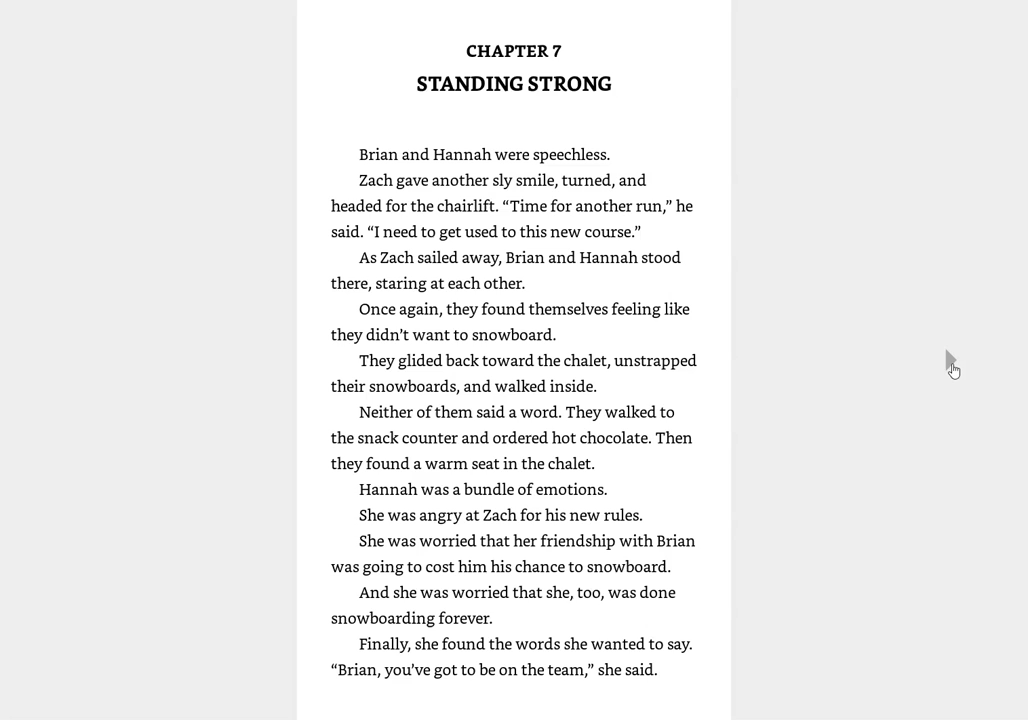 CHAPTER 7
STANDING STRONG
Brian and Hannah were speechless.
Zach gave another sly smile, turned, and
headed for the chairlift. “Time for another run,” he
said. “I need to get used to this new course.”
As Zach sailed away, Brian and Hannah stood
there, staring at each other.
Once again, they found themselves feeling like
they didn’t want to snowboard.
They glided back toward the chalet, unstrapped
their snowboards, and walked inside.
Neither of them said a word. They walked to
the snack counter and ordered hot chocolate. Then
they found a warm seat in the chalet.
Hannah was a bundle of emotions.
She was angry at Zach for his new rules.
She was worried that her friendship with Brian
was going to cost him his chance to snowboard.
And she was worried that she, too, was done
snowboarding forever.
Finally, she found the words she wanted to say.
“Brian, you’ve got to be on the team,” she said.